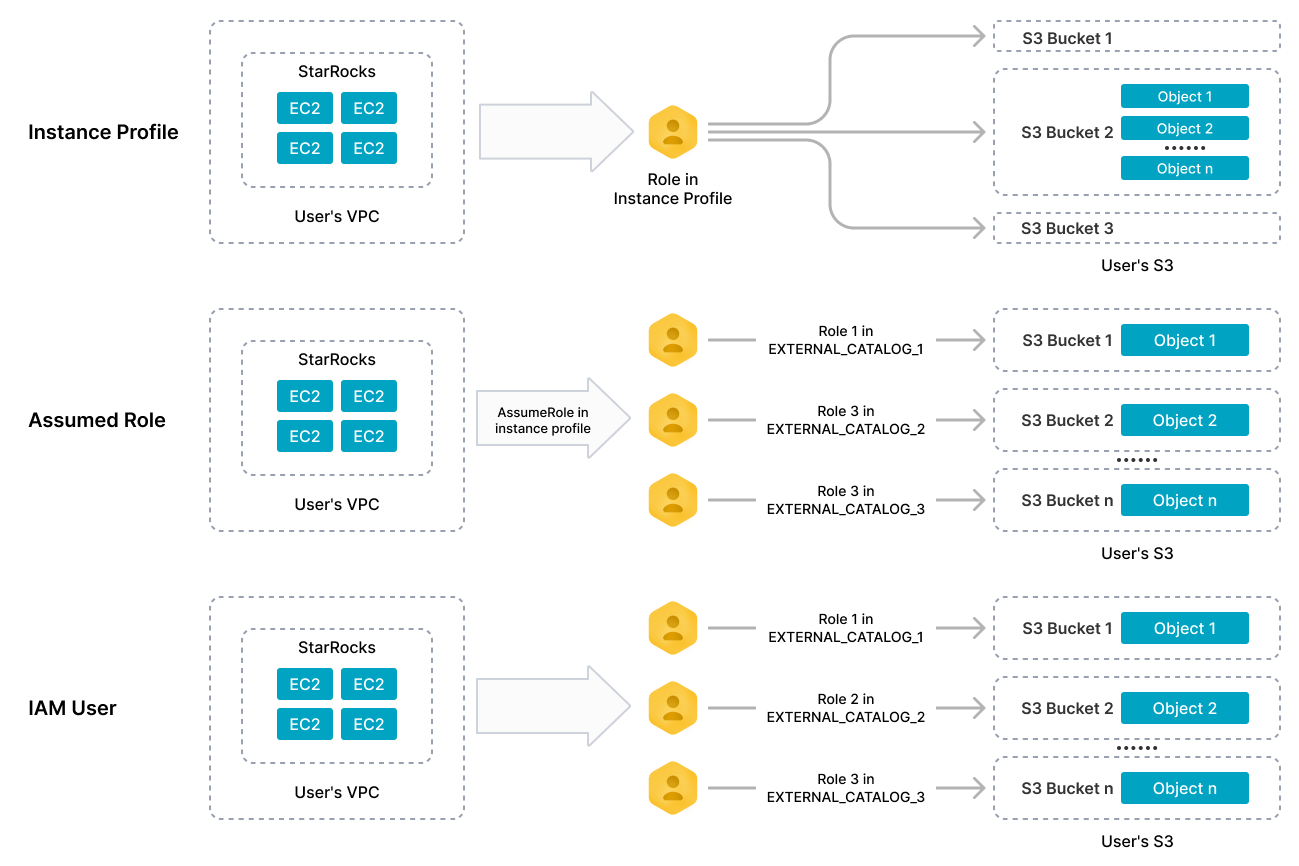 Instance Profile
StarRocks
EC2 EC2
EC2 EC2
User's VPC
Role in
Instance Profile
S3 Bucket 1
S3 Bucket 2
Object 1
Object 2
......
Object n
S3 Bucket 3
User's S3
Assumed Role
StarRocks
EC2 EC2
EC2 EC2
User's VPC
AssumeRole in
instance profile
Role 1 in
EXTERNAL_CATALOG_1
S3 Bucket 1 Object 1
Role 3 in
EXTERNAL_CATALOG_2
S3 Bucket 2 Object 2
......
Role 3 in
EXTERNAL_CATALOG_3
S3 Bucket n Object n
User's S3
IAM User
StarRocks
EC2 EC2
EC2 EC2
User's VPC
Role 1 in
EXTERNAL_CATALOG_1
S3 Bucket 1 Object 1
Role 2 in
EXTERNAL_CATALOG_2
S3 Bucket 2 Object 2
......
Role 3 in
EXTERNAL_CATALOG_3
S3 Bucket n Object n
User's S3